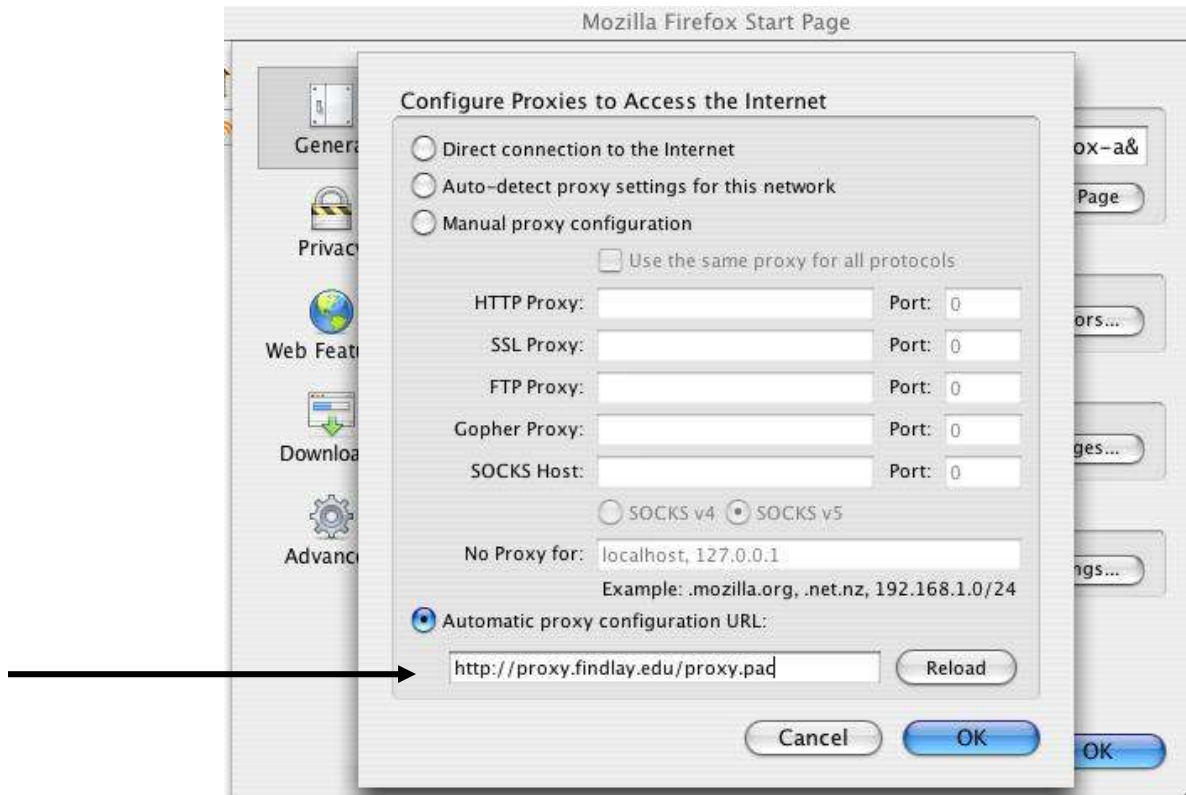 Mozilla Firefox Start Page
Configure Proxies to Access the Internet
Direct connection to the Internet
Auto-detect proxy settings for this network
Manual proxy configuration
Use the same proxy for all protocols
HTTP Proxy: Port: 0
SSL Proxy: Port: 0
FTP Proxy: Port: 0
Gopher Proxy: Port: 0
SOCKS Host: Port: 0
SOCKS v4 SOCKS v5
No Proxy for: localhost, 127.0.0.1
Example: .mozilla.org, .net.nz, 192.168.1.0/24
Automatic proxy configuration URL:
http://proxy.findlay.edu/proxy.pac
Reload
Cancel OK
Genera
Privac
Web Featu
Downloa
Advance
ox-a&
Page
ors...
ges...
ngs...
OK